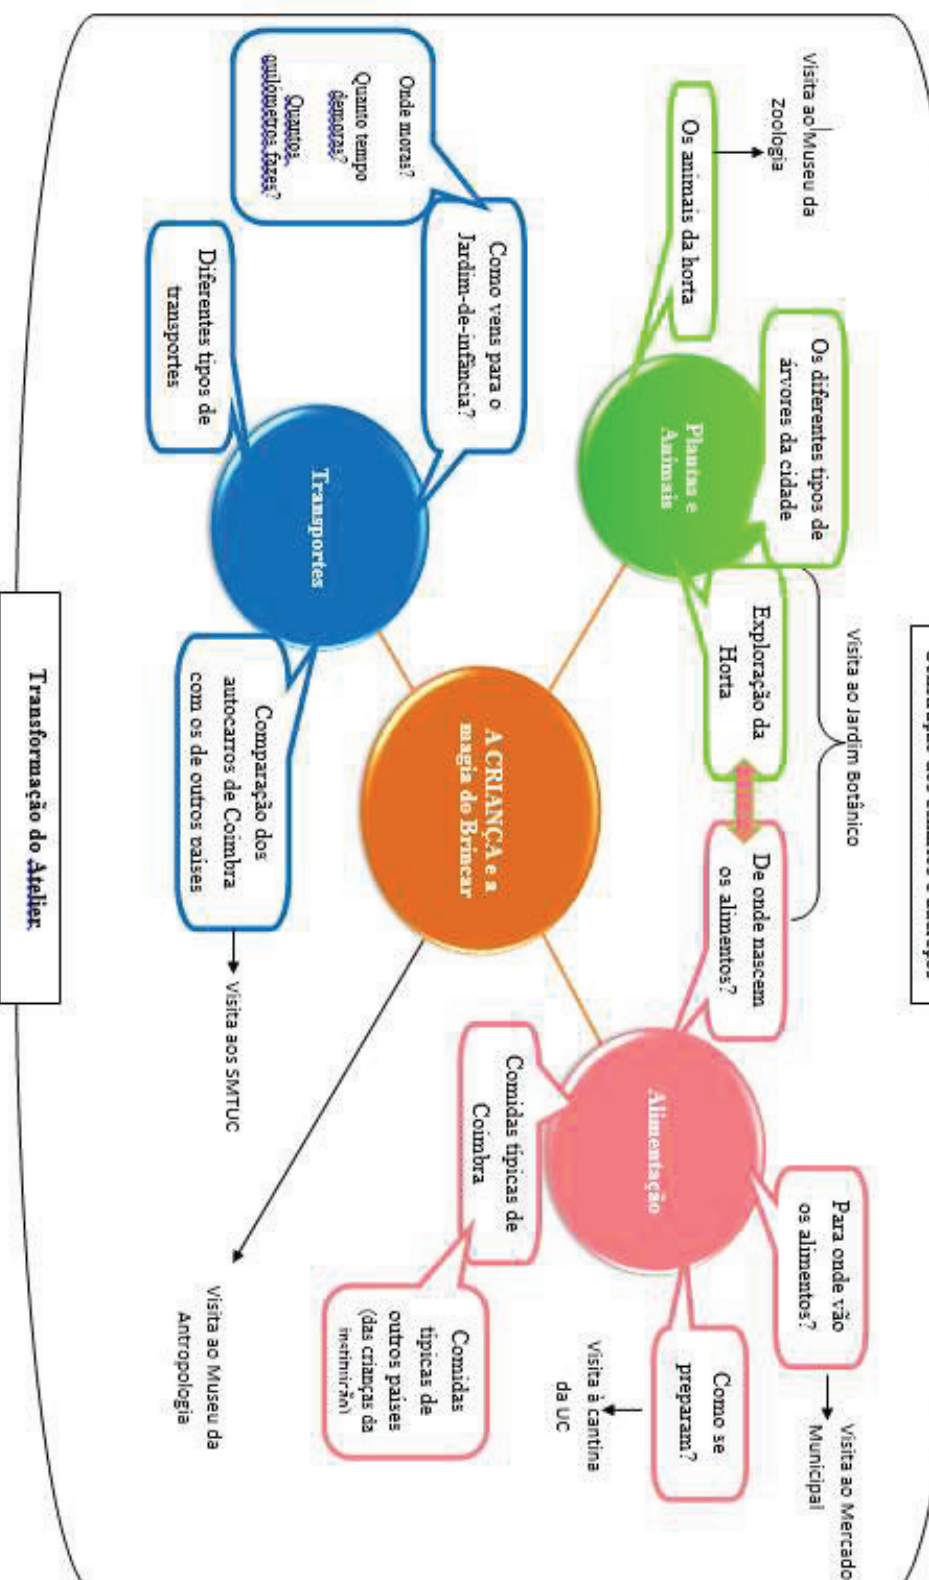 Visita ao Museu da
Zoologia
Os animais da horta
Os diferentes tipos de
árvores da cidade
Plantas e
Animais
Exploração da
Horta
Visita ao Jardim Botânico
De onde nascem
os alimentos?
Para onde vão
os alimentos?
Visita ao Mercado
Municipal
Alimentação
Como se
preparam?
Visita à cantina
da UC
Comidas típicas de
Coimbra
Comidas
típicas de
outros países
(das crianças da
instituição)
A CRIANÇA e a
magia do Brincar
Onde moras?
Quanto tempo
demoras?
Quantos
quilómetros fazes?
Como vens para o
Jardim-de-infância?
Diferentes tipos de
transportes
Transportes
Comparação dos
autocarros de Coimbra
com os de outros países
Visita aos SMTUC
Visita ao Museu da
Antropologia
Transformação do Atelier